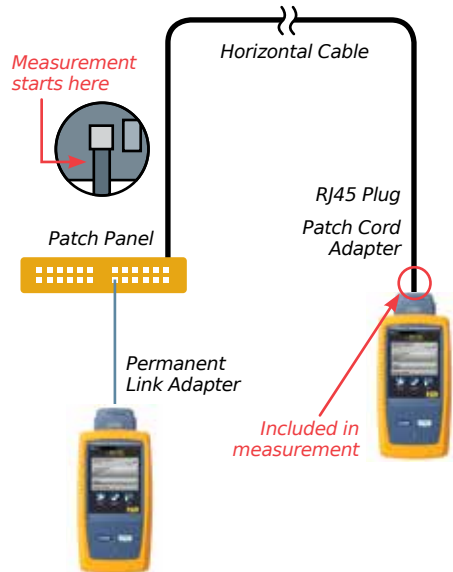 Horizontal Cable
Measurement
starts here
RJ45 Plug
Patch Cord
Adapter
Patch Panel
Permanent
Link Adapter
Included in
measurement